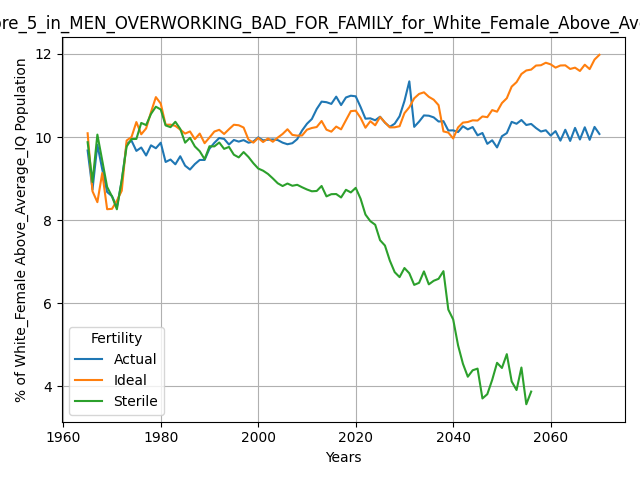 ore_5_in_MEN_OVERWORKING_BAD_FOR_FAMILY_for_White_Female_Above_Av
% of White_Female Above_Average_IQ Population
12
10
8
6
4
Fertility
Actual
Ideal
Sterile
1960
1980
2000
2020
2040
2060
Years